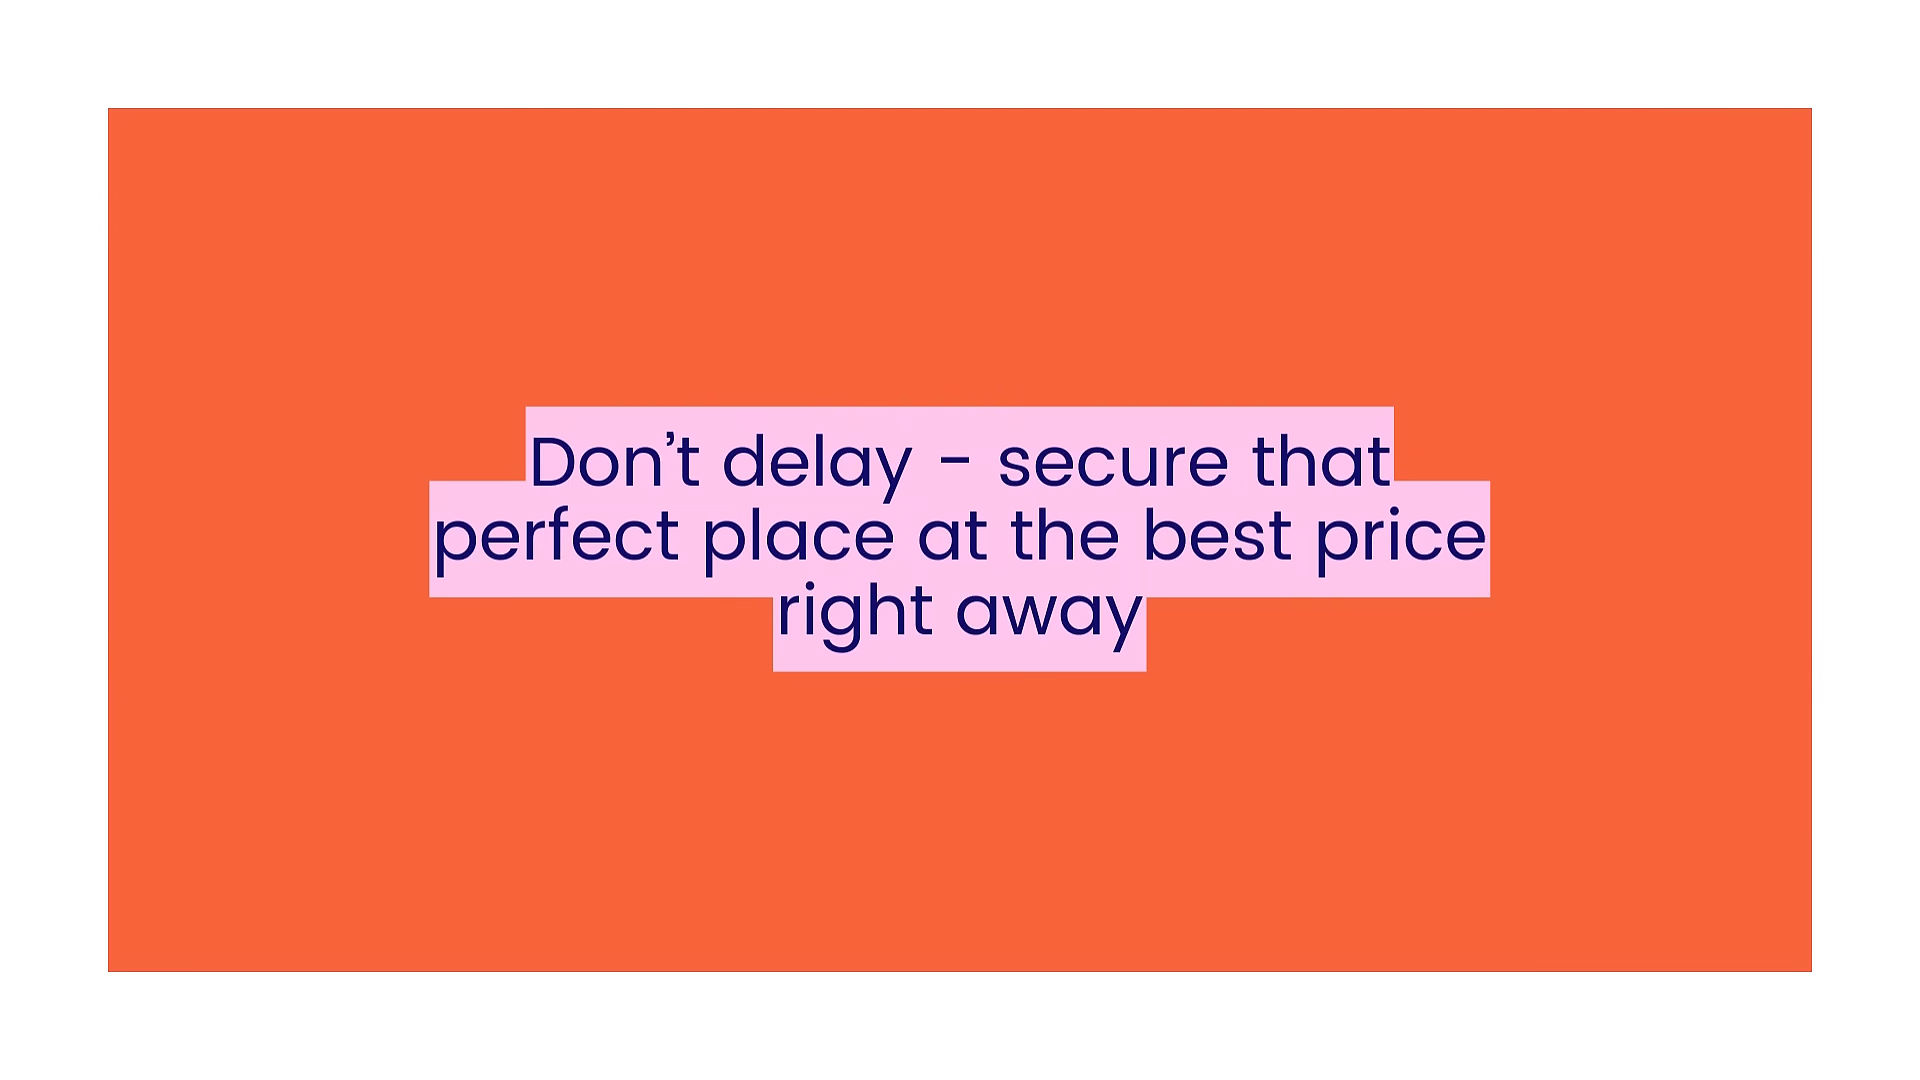 Don’t delay - secure that
perfect place at the best price
right away